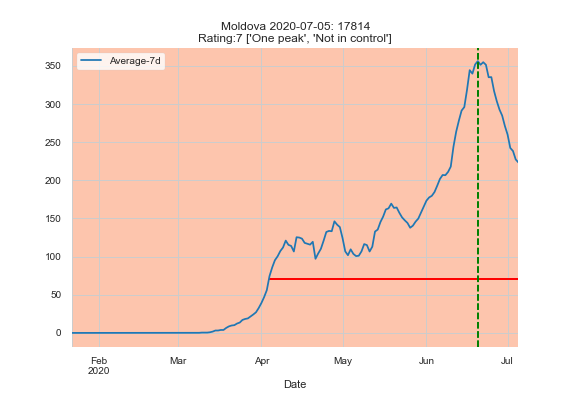 Moldova 2020-07-05: 17814
Rating:7 ['One peak', 'Not in control']
Average-7d
350
300
250
200
150
100
50
0
Feb
2020
Mar
Apr
May
Jun
Jul
Date